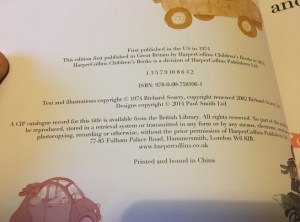 and
First published in the US in 1974
This edition first published in Great Britain by HarperCollins Children's Books in
HarperCollins Children's Books is a division of HarperCollins Publishers Ltd
1 3 5 7 9 10 8 6 4 2
ISBN: 978-0-00-758106-1
Text and illustrations copyright © 1974 Richard Scarry, copyright renewed 2002 Richard Scarry
Designs copyright © 2014 Paul Smith Ltd
A CIP catalogue record for this title is available from the British Library. All rights reserved. No part of this
be reproduced, stored in a retrieval system or transmitted in any form or by any means, electronic,
photocopying, recording or otherwise, without the prior permission of HarperCollins Publishers
77-85 Fulham Palace Road, Hammersmith, London W6 8JB.
www.harpercollins.co.uk
Printed and bound in China